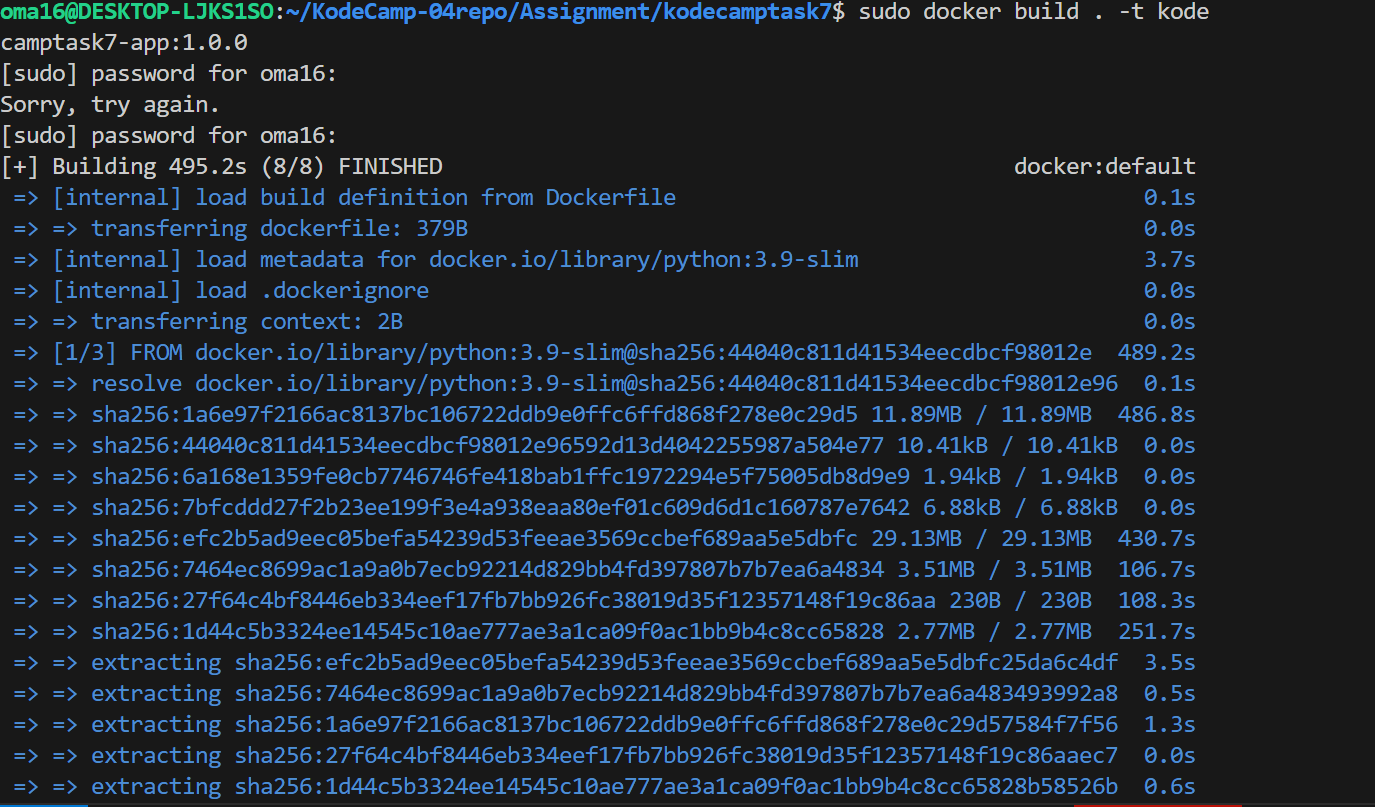 oma16@DESKTOP-LJKS1SO:~/KodeCamp-04repo/Assignment/kodecamptask7$ sudo docker build . -t kode
camptask7-app:1.0.0
[sudo] password for oma16:
Sorry, try again.
[sudo] password for oma16:
[+] Building 495.2s (8/8) FINISHED docker:default
=> [internal] load build definition from Dockerfile 0.1s
=> => transferring dockerfile: 379B 0.0s
=> [internal] load metadata for docker.io/library/python:3.9-slim 3.7s
=> [internal] load .dockerignore 0.0s
=> => transferring context: 2B 0.0s
=> [1/3] FROM docker.io/library/python:3.9-slim@sha256:44040c811d41534eecdbcf98012e 489.2s
=> => resolve docker.io/library/python:3.9-slim@sha256:44040c811d41534eecdbcf98012e96 0.1s
=> => sha256:1a6e97f2166ac8137bc106722ddb9e0ffc6ffd868f278e0c29d5 11.89MB / 11.89MB 486.8s
=> => sha256:44040c811d41534eecdbcf98012e96592d13d4042255987a504e77 10.41kB / 10.41kB 0.0s
=> => sha256:6a168e1359fe0cb7746746fe418bab1ffc1972294e5f75005db8d9e9 1.94kB / 1.94kB 0.0s
=> => sha256:7bfcddd27f2b23ee199f3e4a938eaa80ef01c609d6d1c160787e7642 6.88kB / 6.88kB 0.0s
=> => sha256:efc2b5ad9eec05befa54239d53feeae3569ccbef689aa5e5dbfc 29.13MB / 29.13MB 430.7s
=> => sha256:7464ec8699ac1a9a0b7ecb92214d829bb4fd397807b7b7ea6a4834 3.51MB / 3.51MB 106.7s
=> => sha256:27f64c4bf8446eb334eef17fb7bb926fc38019d35f12357148f19c86aa 230B / 230B 108.3s
=> => sha256:1d44c5b3324ee14545c10ae777ae3a1ca09f0ac1bb9b4c8cc65828 2.77MB / 2.77MB 251.7s
=> => extracting sha256:efc2b5ad9eec05befa54239d53feeae3569ccbef689aa5e5dbfc25da6c4df 3.5s
=> => extracting sha256:7464ec8699ac1a9a0b7ecb92214d829bb4fd397807b7b7ea6a483493992a8 0.5s
=> => extracting sha256:1a6e97f2166ac8137bc106722ddb9e0ffc6ffd868f278e0c29d57584f7f56 1.3s
=> => extracting sha256:27f64c4bf8446eb334eef17fb7bb926fc38019d35f12357148f19c86aaec7 0.0s
=> => extracting sha256:1d44c5b3324ee14545c10ae777ae3a1ca09f0ac1bb9b4c8cc65828b58526b 0.6s